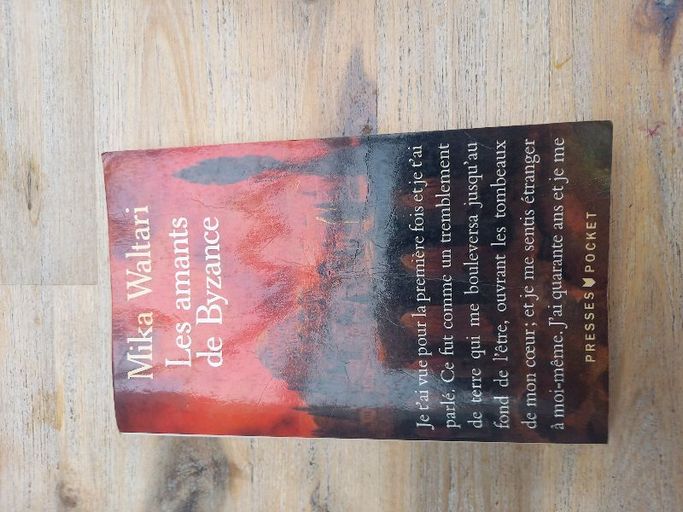 Mika Waltari
Les amants
de Byzance
Je t'ai vue pour la première fois et je t'ai
parlé. Ce fut comme un tremblement
de terre qui me bouleversa jusqu'au
fond de l'être, ouvrant les tombeaux
de mon cœur; et je me sentis étranger
à moi-même. J'ai quarante ans et je me
PRESSES POCKET